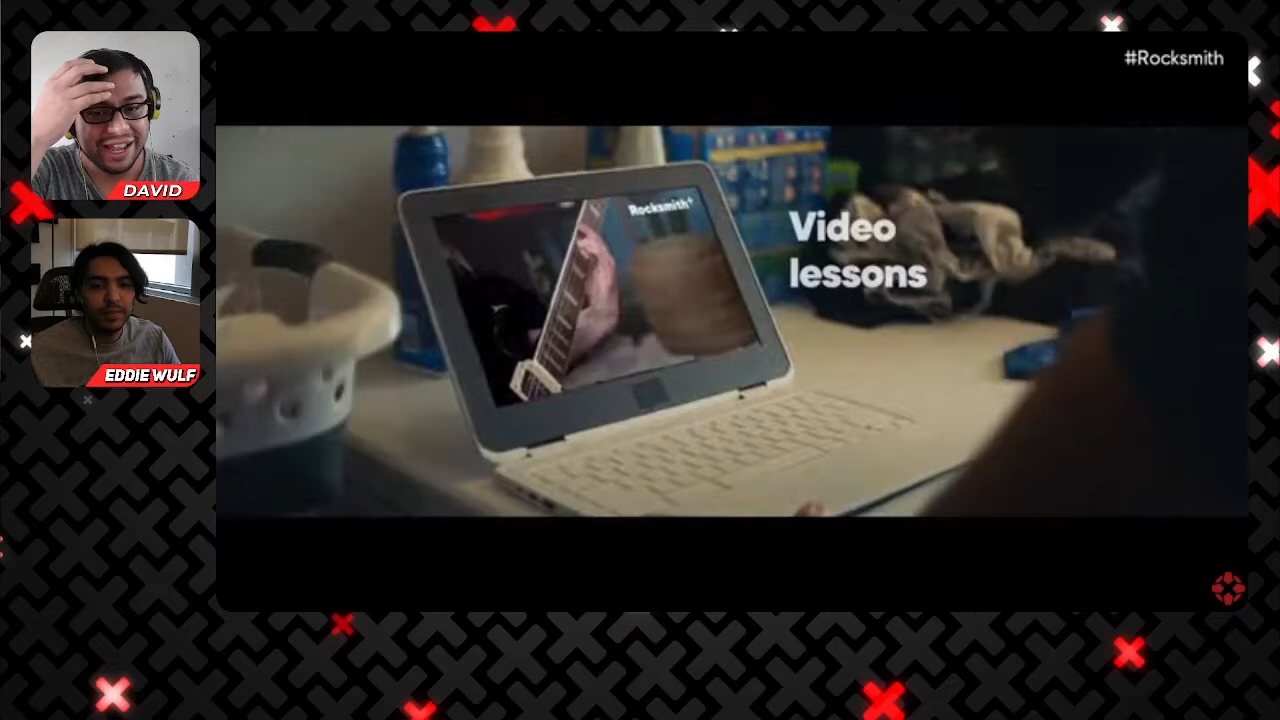 #Rocksmith
DAVID
Rocksmith+
Video
lessons
EDDIE WULF